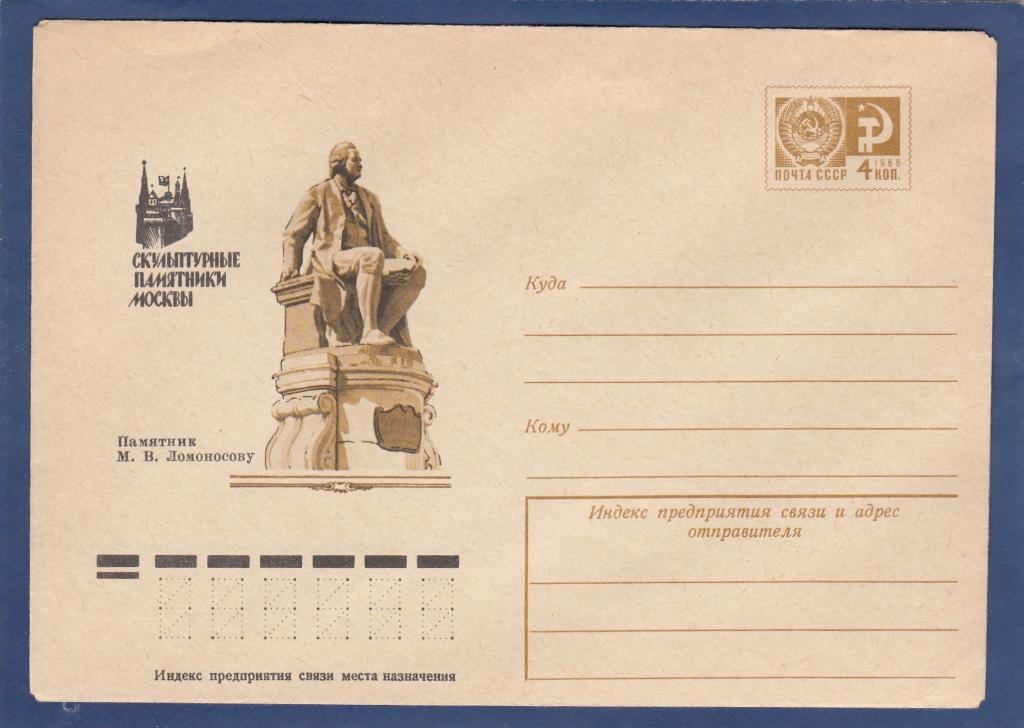 ПОЧТА СССР 4 1966 КОП.
СКУЛЬПТУРНЫЕ
ПАМЯТНИКИ
МОСКВЫ
Памятник
М. В. Ломоносову
Куда
Кому
Индекс предприятия связи и адрес
отправителя
Индекс предприятия связи места назначения